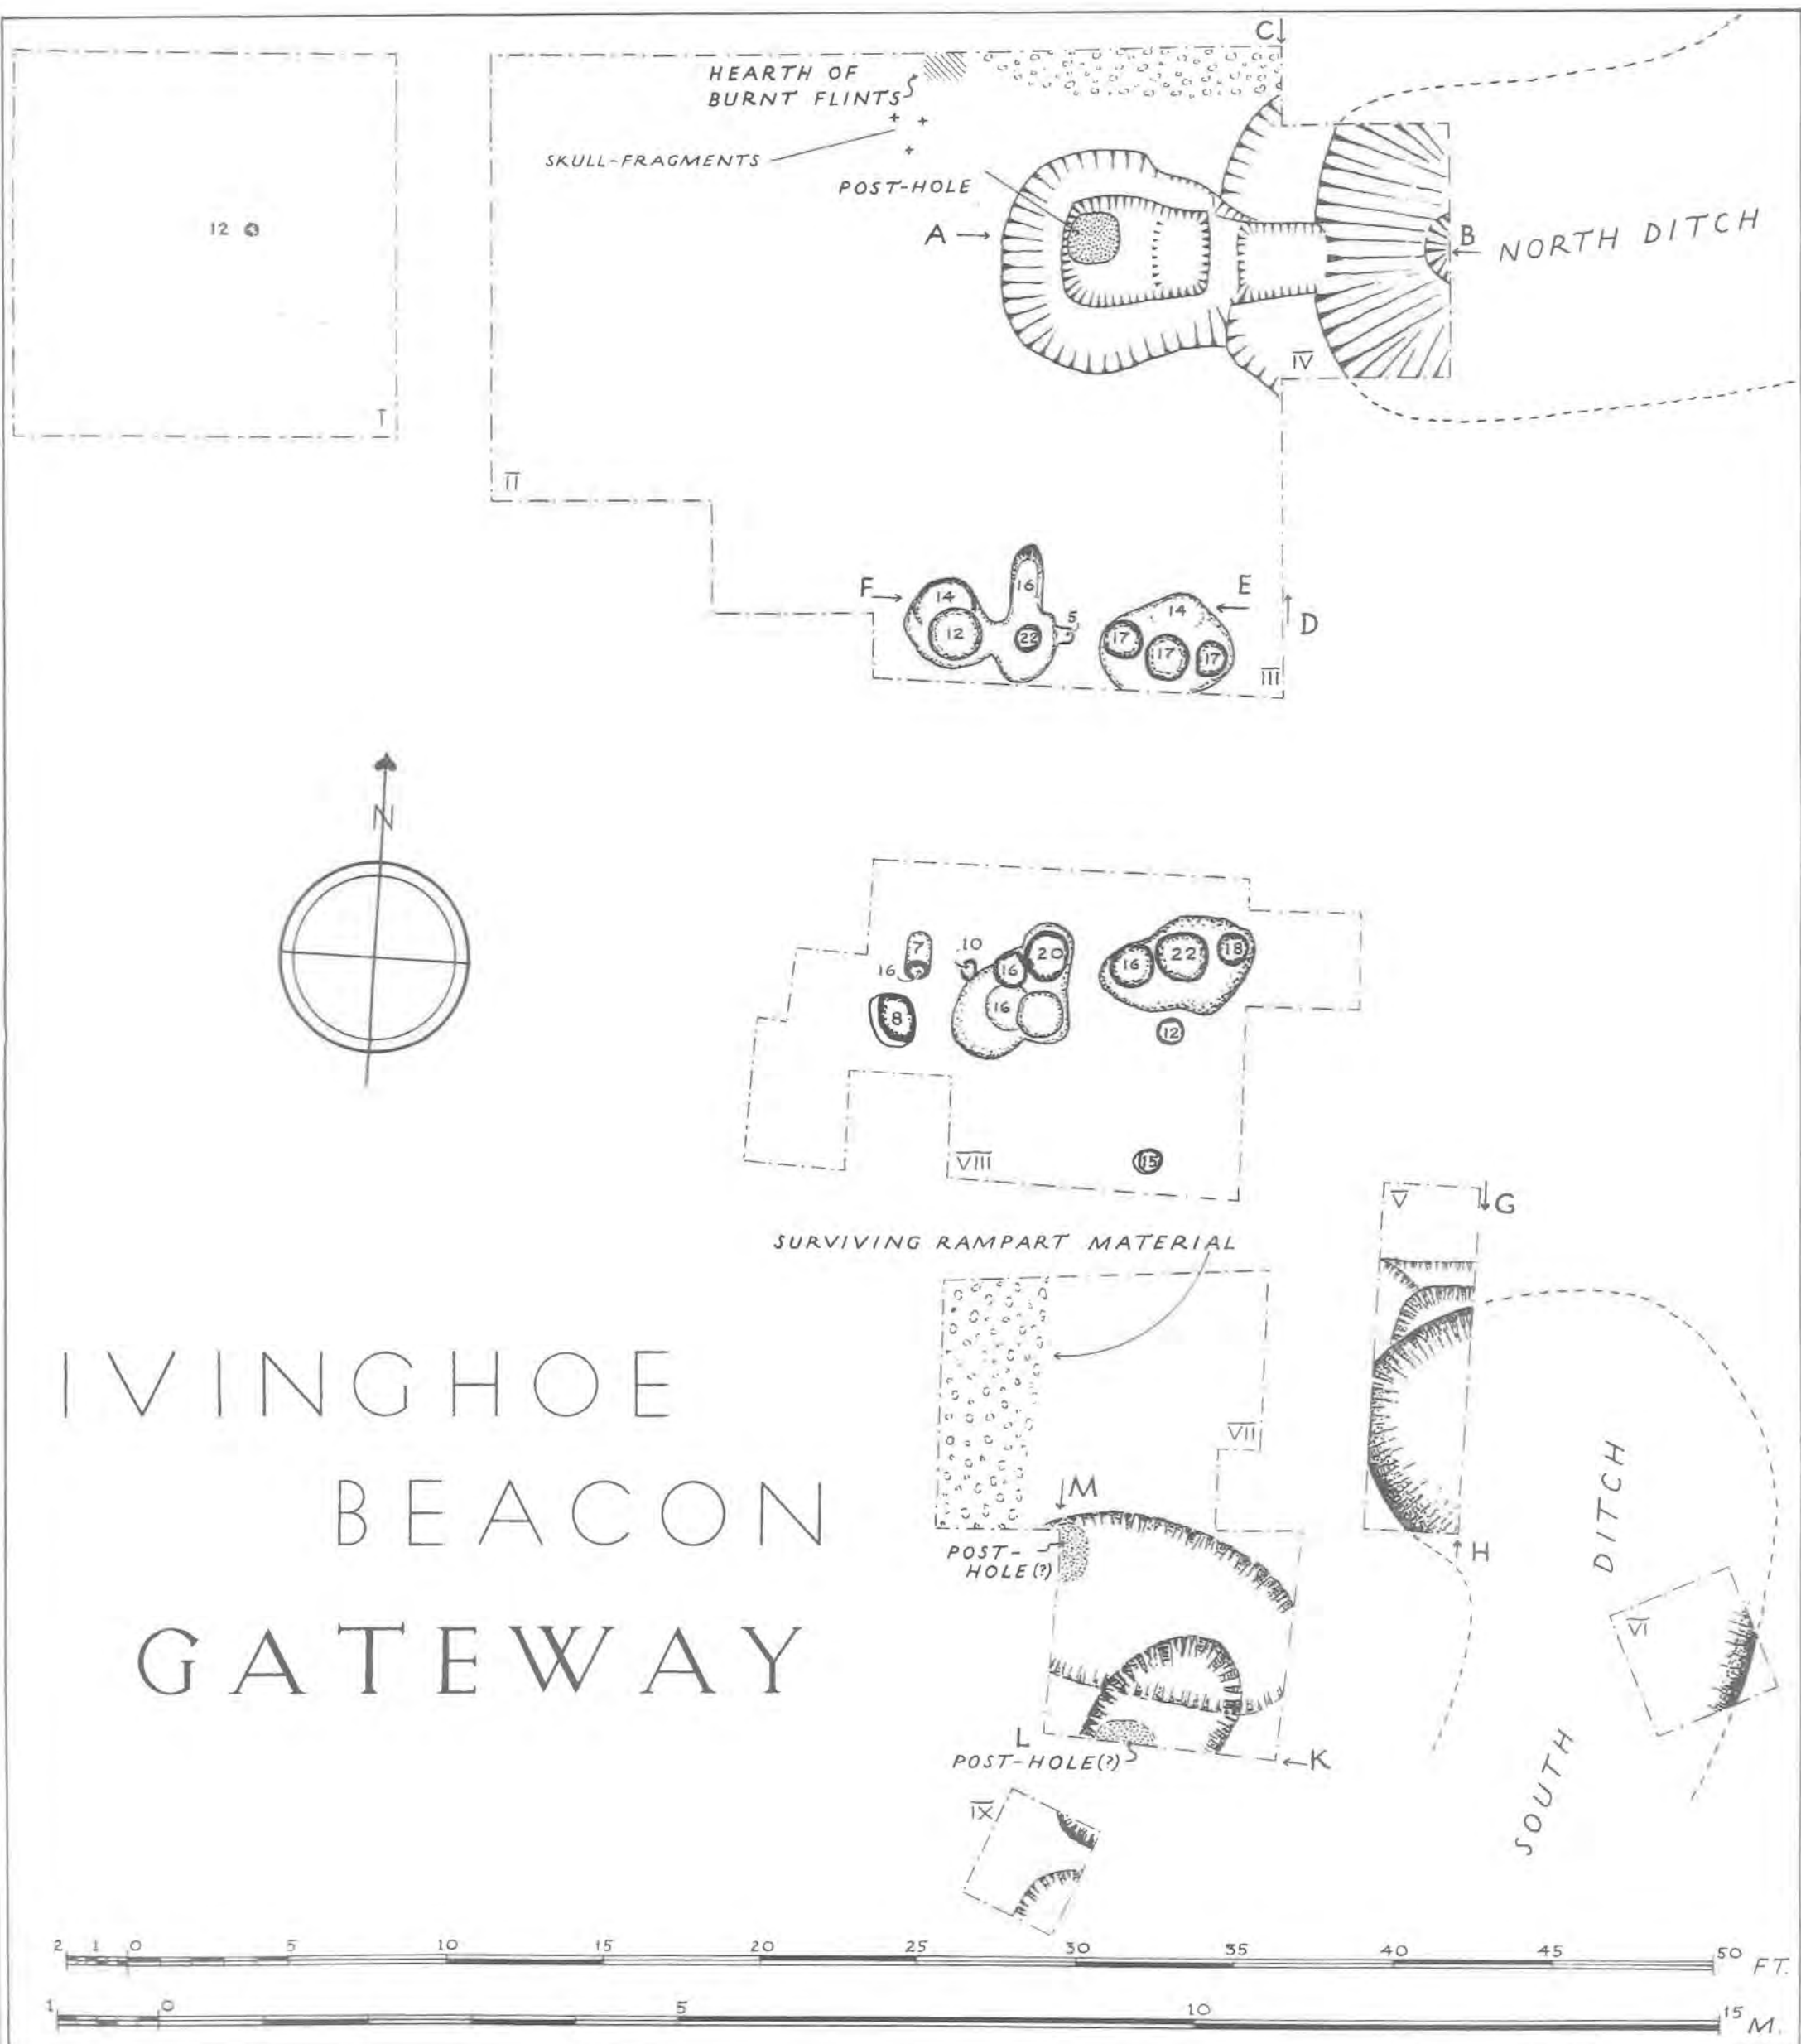 C
HEARTH OF
BURNT FLINTS
SKULL-FRAGMENTS
POST-HOLE
A
B
NORTH DITCH
12
I
IV
II
F
14
12
16
22
5
14
17
17
17
E
D
III
N
7
16
10
16
20
16
8
16
22
18
12
15
VIII
V
G
SURVIVING RAMPART MATERIAL
VII
IVINGHOE
BEACON
GATEWAY
M
POST-
HOLE (?)
H
SOUTH DITCH
VI
L
POST-HOLE(?)
K
IX
2 1 0 5 10 15 20 25 30 35 40 45 50 FT.
1 0 5 10 15 M.